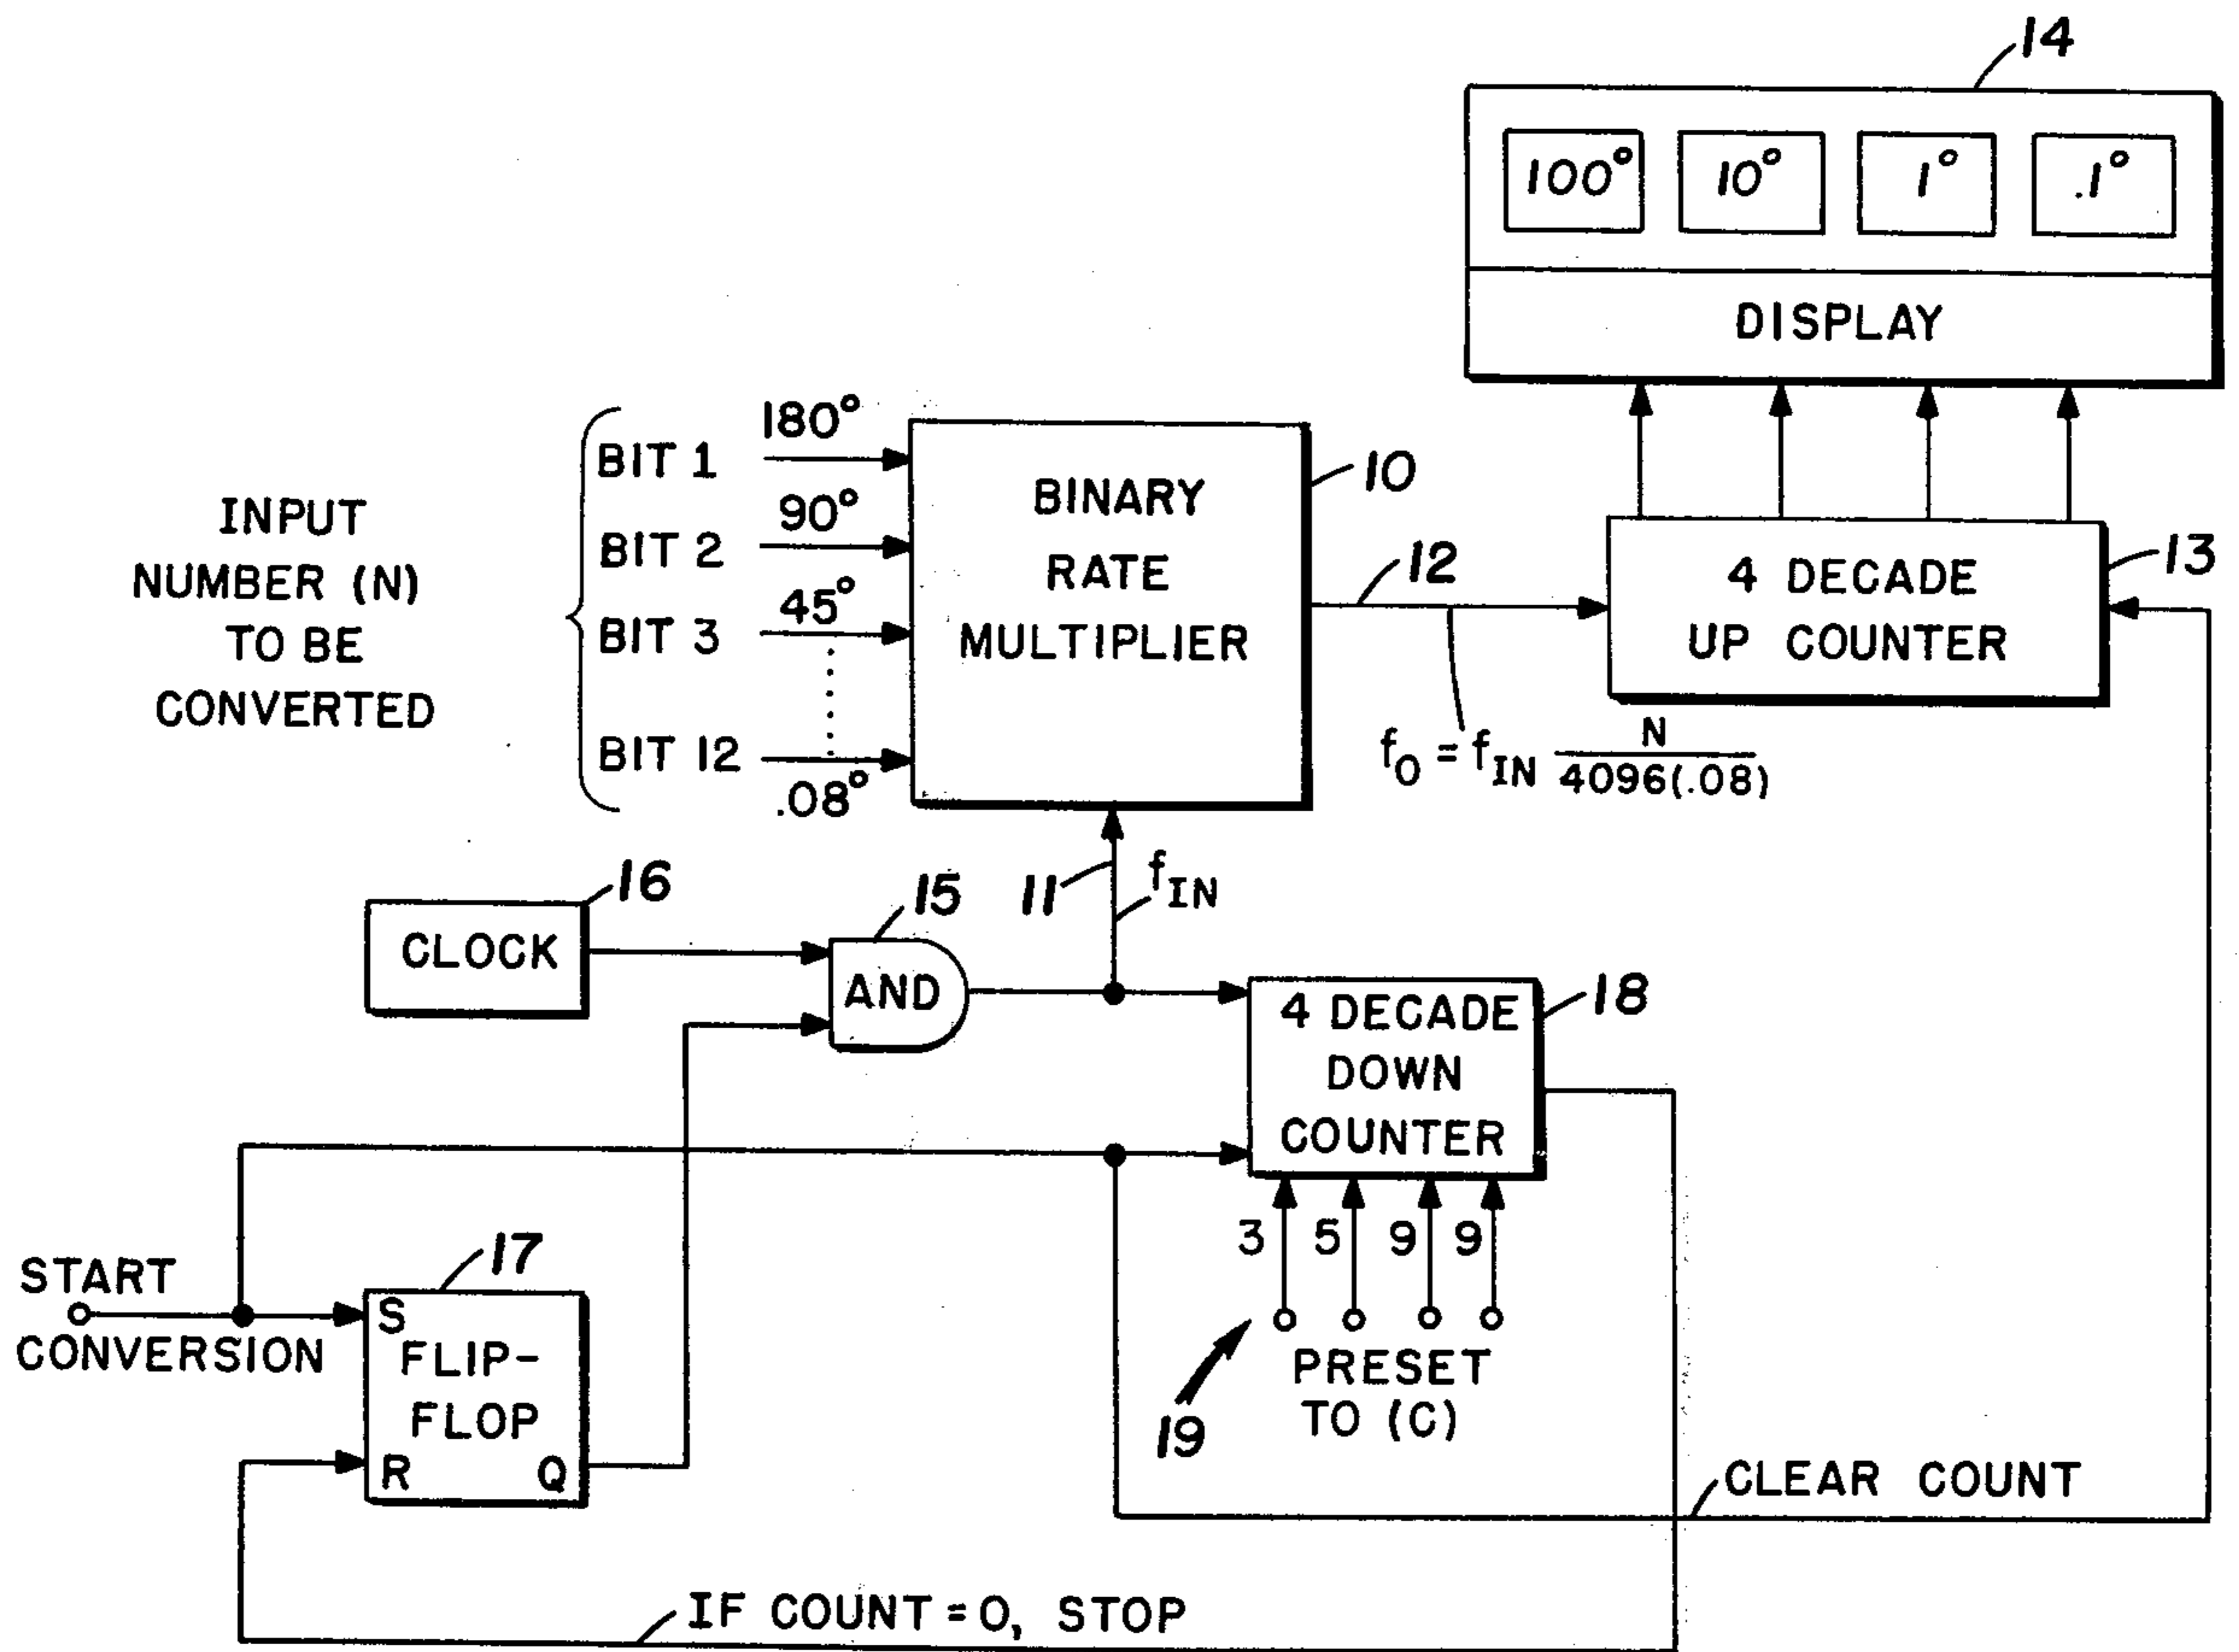 14
100° 10° 1° .1°
DISPLAY
INPUT
NUMBER (N)
TO BE
CONVERTED
BIT 1 180°
BIT 2 90°
BIT 3 45°
BIT 12 .08°
BINARY
RATE
MULTIPLIER
10
12
4 DECADE
UP COUNTER
13
f0 = fIN N/4096(.08)
11
fIN
CLOCK
16
AND
15
4 DECADE
DOWN
COUNTER
18
3 5 9 9
PRESET
TO (C)
19
START
CONVERSION
17
S
FLIP-
FLOP
R Q
CLEAR COUNT
IF COUNT = 0, STOP